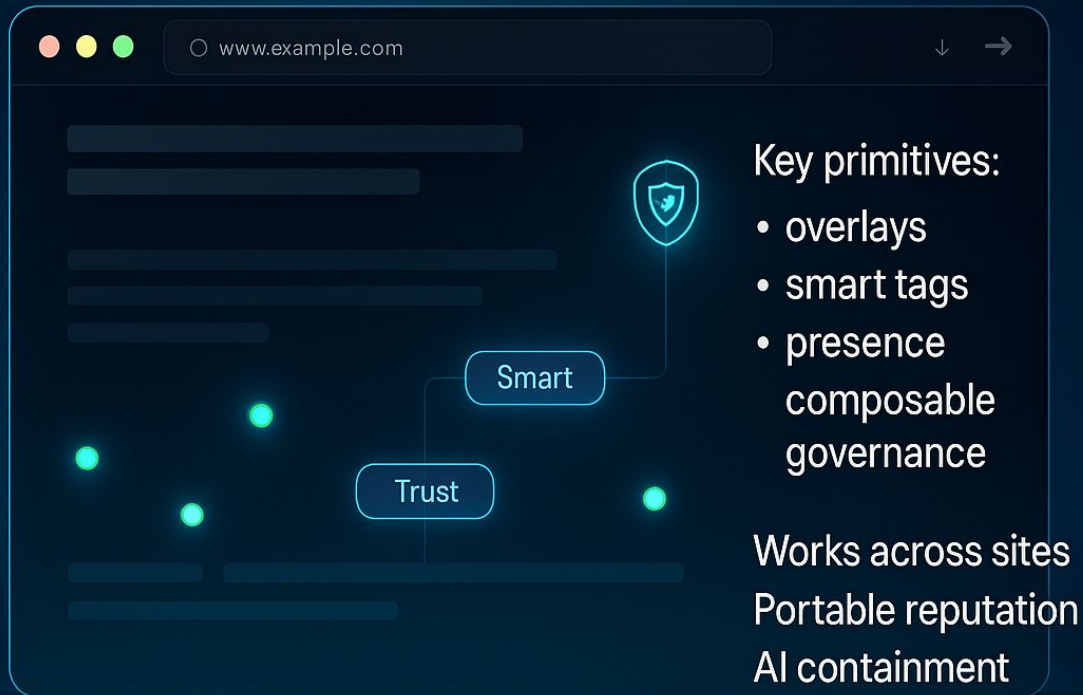 www.example.com
Key primitives:
• overlays
• smart tags
• presence
composable
governance
Smart
Trust
Works across sites
Portable reputation
AI containment